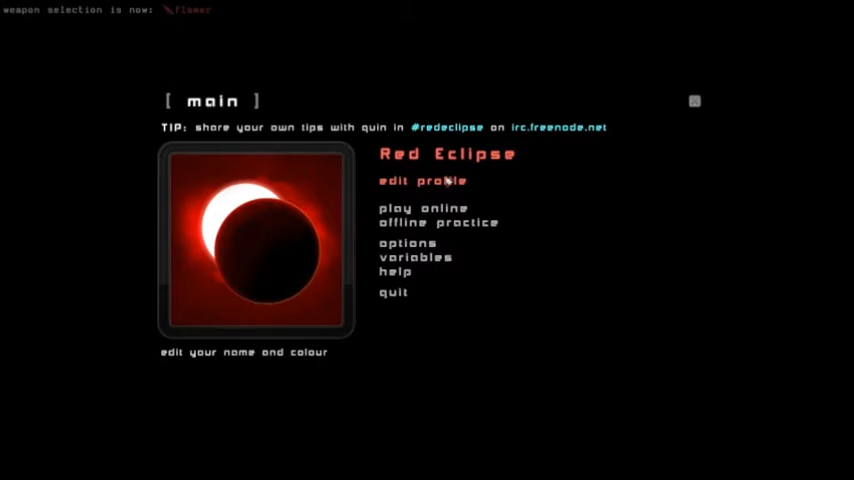 weapon selection is now: flamer
[ main ]
TIP: share your own tips with quin in #redeclipse on irc.freenode.net
Red Eclipse
edit profile
play online
offline practice
options
variables
help
quit
edit your name and colour